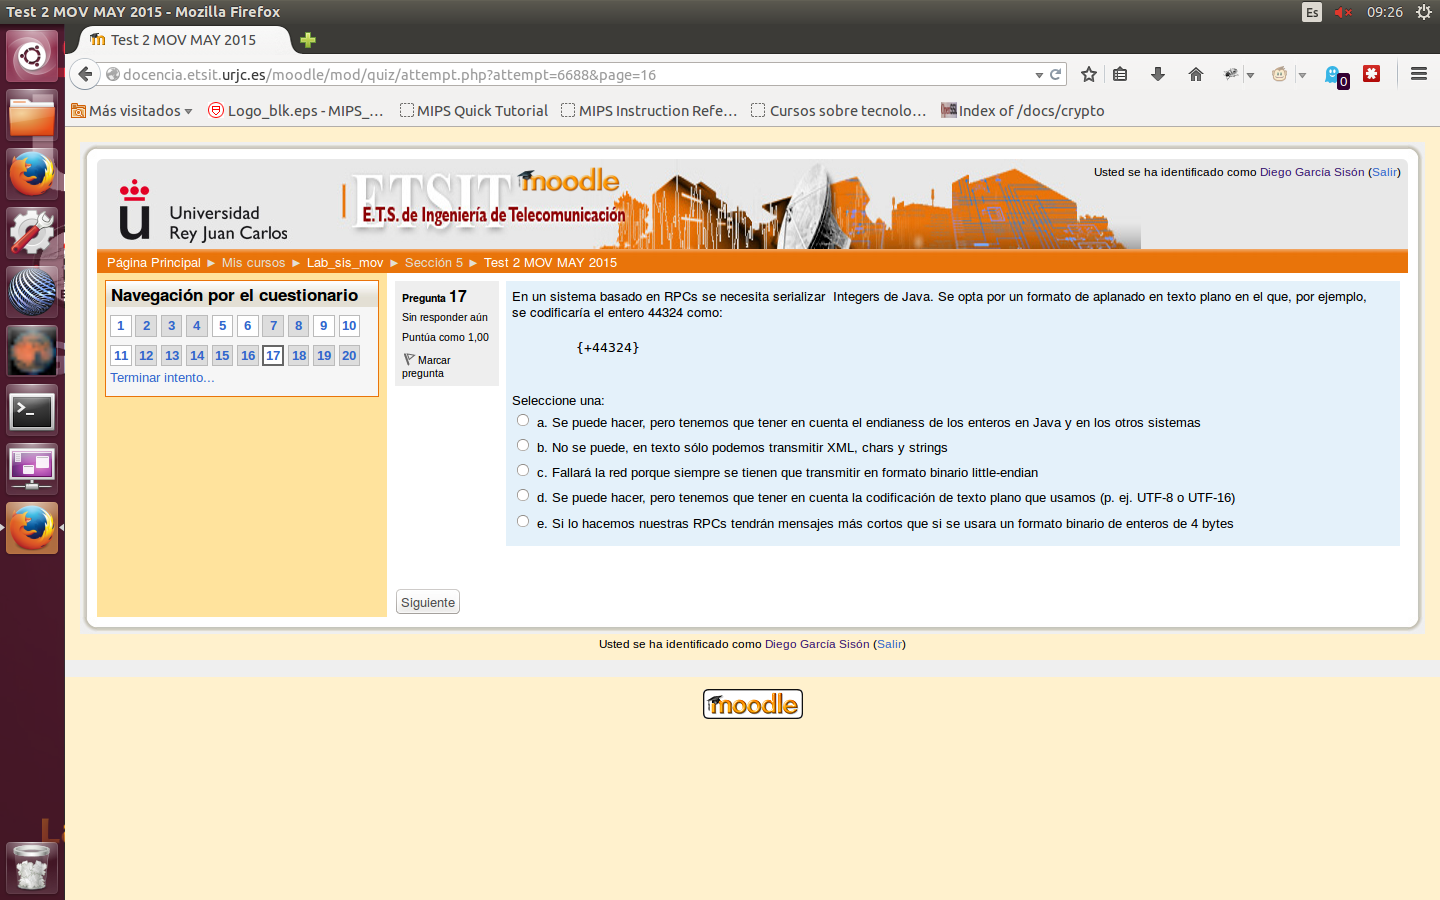 Test 2 MOV MAY 2015 - Mozilla Firefox
Es
09:26
Test 2 MOV MAY 2015
docencia.etsit.urjc.es/moodle/mod/quiz/attempt.php?attempt=6688&page=16
0
Más visitados
Logo_blk.eps - MIPS_...
MIPS Quick Tutorial
MIPS Instruction Refe...
Cursos sobre tecnolo...
Index of /docs/crypto
Universidad
Rey Juan Carlos
ETSIT
moodle
E.T.S. de Ingeniería de Telecomunicación
Usted se ha identificado como Diego García Sisón (Salir)
Página Principal ► Mis cursos ► Lab_sis_mov ► Sección 5 ► Test 2 MOV MAY 2015
Navegación por el cuestionario
1 2 3 4 5 6 7 8 9 10
11 12 13 14 15 16 17 18 19 20
Terminar intento...
Pregunta 17
Sin responder aún
Puntúa como 1,00
Marcar
pregunta
En un sistema basado en RPCs se necesita serializar Integers de Java. Se opta por un formato de aplanado en texto plano en el que, por ejemplo,
se codificaría el entero 44324 como:
{+44324}
Seleccione una:
a. Se puede hacer, pero tenemos que tener en cuenta el endianess de los enteros en Java y en los otros sistemas
b. No se puede, en texto sólo podemos transmitir XML, chars y strings
c. Fallará la red porque siempre se tienen que transmitir en formato binario little-endian
d. Se puede hacer, pero tenemos que tener en cuenta la codificación de texto plano que usamos (p. ej. UTF-8 o UTF-16)
e. Si lo hacemos nuestras RPCs tendrán mensajes más cortos que si se usara un formato binario de enteros de 4 bytes
Siguiente
Usted se ha identificado como Diego García Sisón (Salir)
moodle